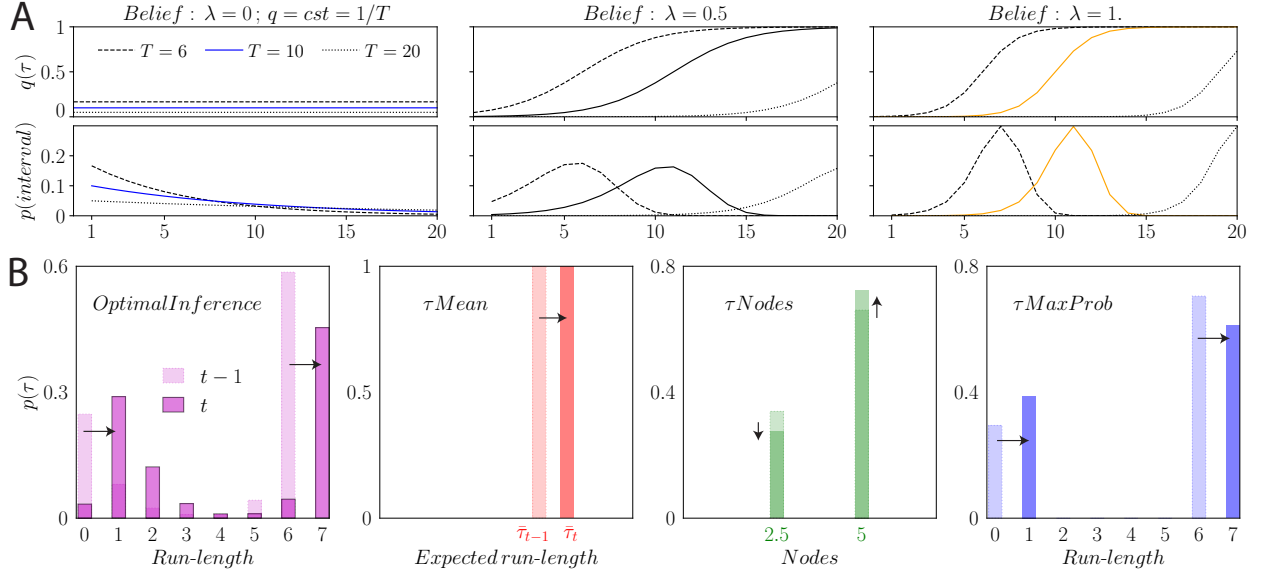 A
Belief : λ = 0 ; q = cst = 1/T
Belief : λ = 0.5
Belief : λ = 1.
q(τ)
1
0.5
0
T = 6
T = 10
T = 20
p(interval)
0.2
0.1
0
1 5 10 15 20
1 5 10 15 20
1 5 10 15 20
B
0.6
0.3
0
p(τ)
OptimalInference
t − 1
t
0 1 2 3 4 5 6 7
Run-length
1
0.5
0
τMean
τ̄t−1 τ̄t
Expected run-length
0.8
0.4
0
τNodes
2.5 5
Nodes
0.8
0.4
0
τMaxProb
0 1 2 3 4 5 6 7
Run-length